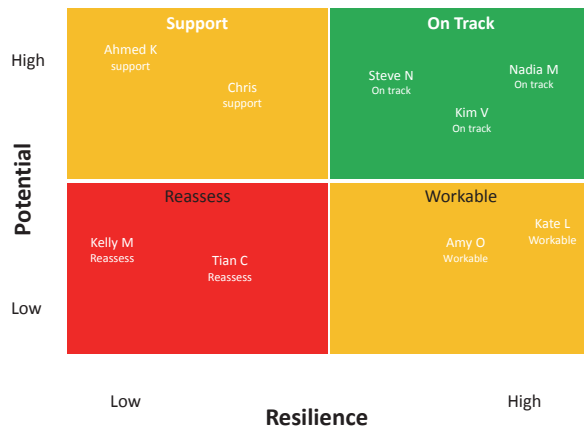 Support
On Track
Ahmed K
support
Chris
support
Steve N
On track
Nadia M
On track
Kim V
On track
High
Potential
Reassess
Workable
Kelly M
Reassess
Tian C
Reassess
Amy O
Workable
Kate L
Workable
Low
Low
High
Resilience